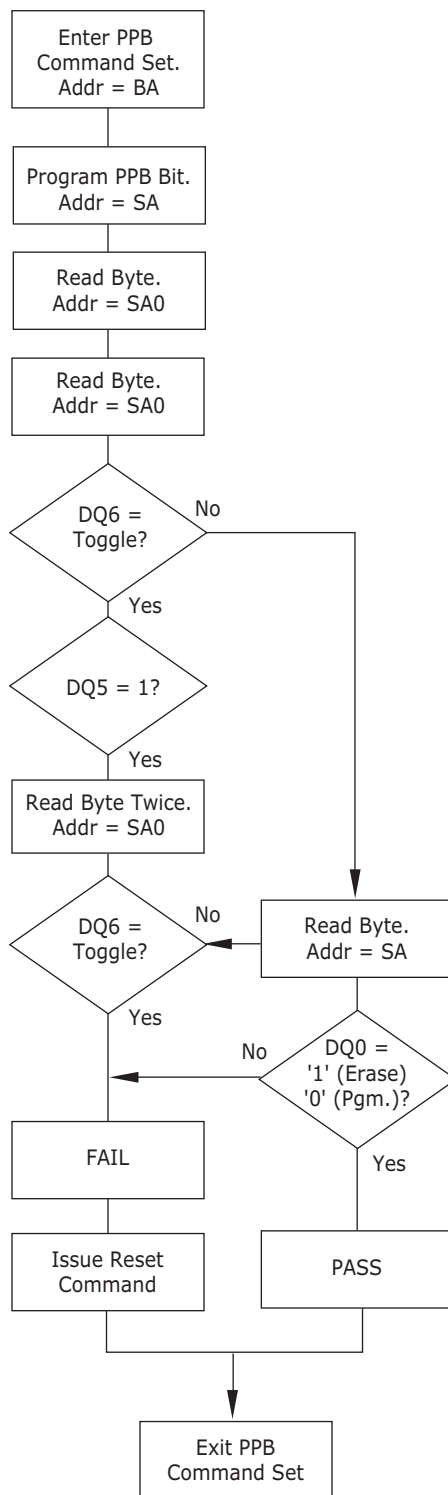 Enter PPB
Command Set.
Addr = BA
Program PPB Bit.
Addr = SA
Read Byte.
Addr = SA0
Read Byte.
Addr = SA0
DQ6 =
Toggle?
No
Yes
DQ5 = 1?
Yes
Read Byte Twice.
Addr = SA0
DQ6 =
Toggle?
No
Read Byte.
Addr = SA
Yes
No
DQ0 =
'1' (Erase)
'0' (Pgm.)?
FAIL
Yes
Issue Reset
Command
PASS
Exit PPB
Command Set